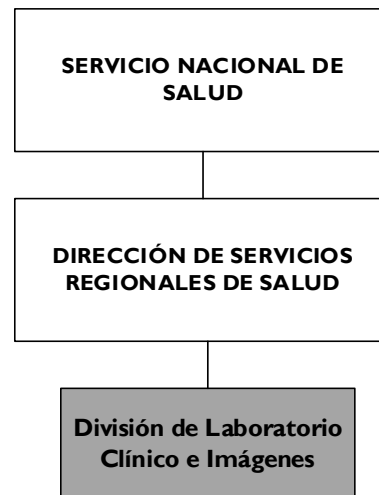 SERVICIO NACIONAL DE
SALUD
DIRECCIÓN DE SERVICIOS
REGIONALES DE SALUD
División de Laboratorio
Clínico e Imágenes